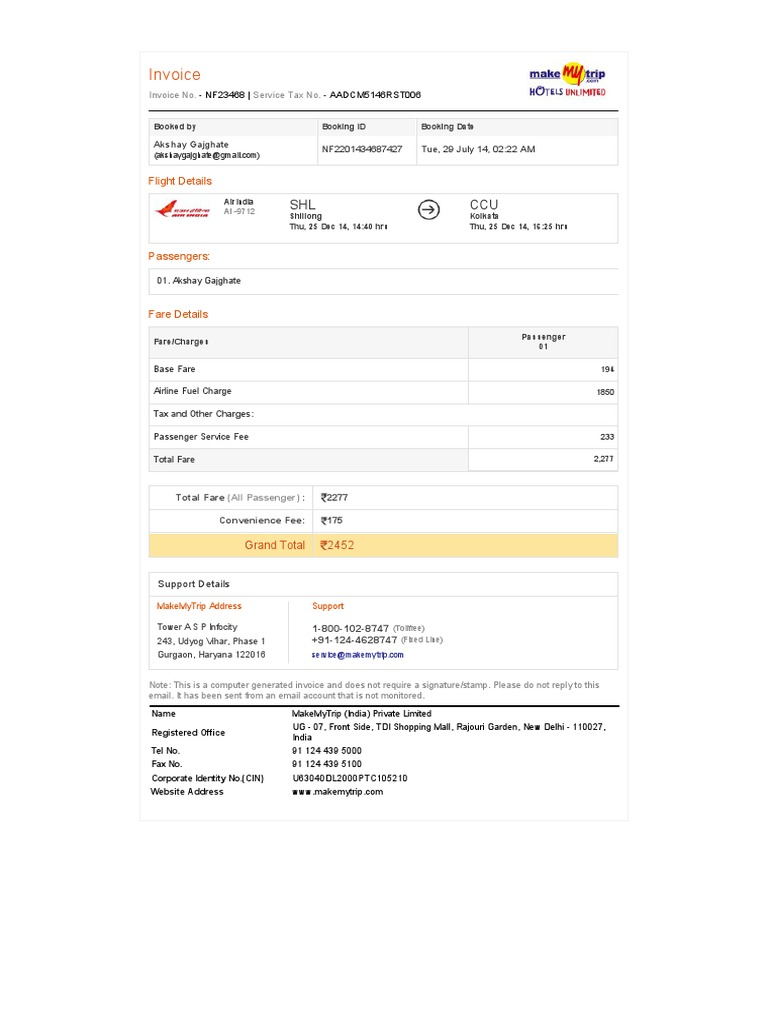 Invoice
make my trip .com
Invoice No. - NF23468 | Service Tax No. - AADCM5146RST006
HOTELS UNLIMITED
Booked by Booking ID Booking Date
Akshay Gajghate
(akshaygajghate@gmail.com) NF2201434687427 Tue, 29 July 14, 02:22 AM
Flight Details
Air India SHL CCU
AIR INDIA AI-9712 Shillong Kolkata
Thu, 25 Dec 14, 14:40 hrs Thu, 25 Dec 14, 16:25 hrs
Passengers:
01. Akshay Gajghate
Fare Details
Fare/Charges Passenger
01
Base Fare 194
Airline Fuel Charge 1850
Tax and Other Charges:
Passenger Service Fee 233
Total Fare 2,277
Total Fare (All Passenger) : ₹2277
Convenience Fee: ₹175
Grand Total ₹2452
Support Details
MakeMyTrip Address Support
Tower A S P Infocity 1-800-102-8747 (Tollfree)
243, Udyog Vihar, Phase 1 +91-124-4628747 (Fixed Line)
Gurgaon, Haryana 122016 service@makemytrip.com
Note: This is a computer generated invoice and does not require a signature/stamp. Please do not reply to this
email. It has been sent from an email account that is not monitored.
Name MakeMyTrip (India) Private Limited
Registered Office UG - 07, Front Side, TDI Shopping Mall, Rajouri Garden, New Delhi - 110027,
India
Tel No. 91 124 439 5000
Fax No. 91 124 439 5100
Corporate Identity No.(CIN) U63040DL2000PTC105210
Website Address www.makemytrip.com